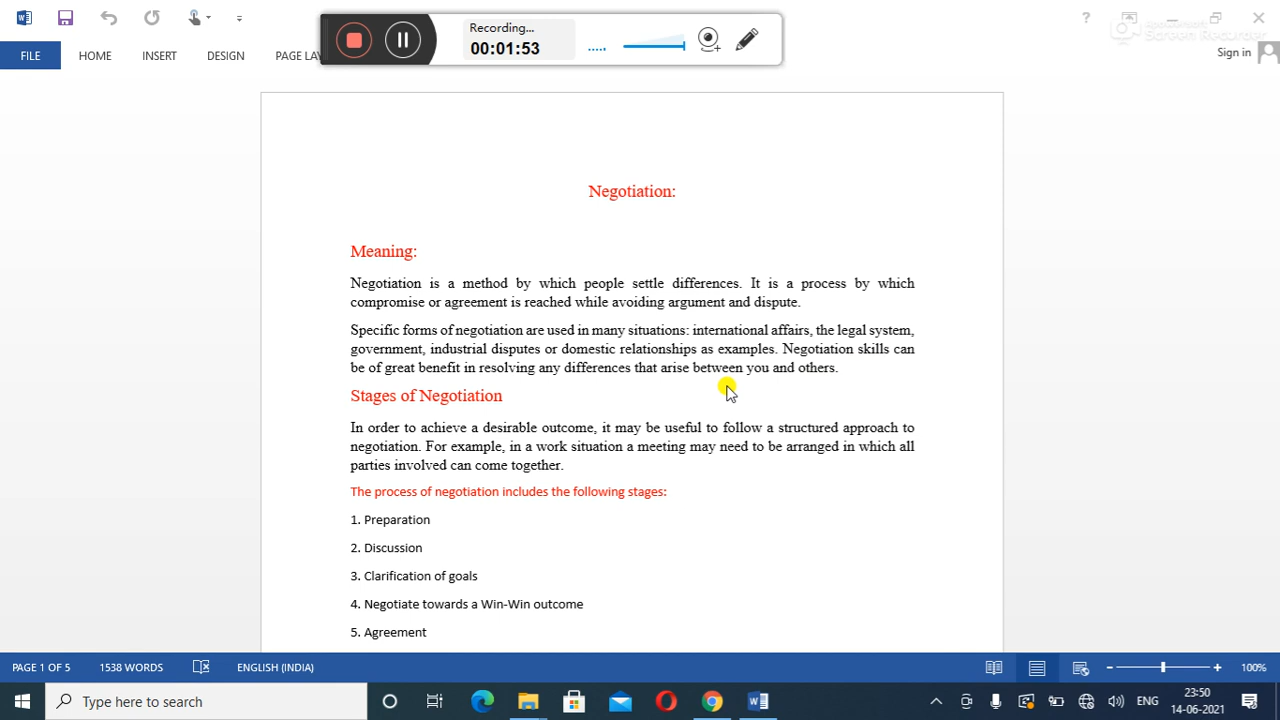 Recording...
00:01:53
Apowersoft
Screen Recorder
FILE HOME INSERT DESIGN PAGE LAY
Sign in
Negotiation:
Meaning:
Negotiation is a method by which people settle differences. It is a process by which
compromise or agreement is reached while avoiding argument and dispute.
Specific forms of negotiation are used in many situations: international affairs, the legal system,
government, industrial disputes or domestic relationships as examples. Negotiation skills can
be of great benefit in resolving any differences that arise between you and others.
Stages of Negotiation
In order to achieve a desirable outcome, it may be useful to follow a structured approach to
negotiation. For example, in a work situation a meeting may need to be arranged in which all
parties involved can come together.
The process of negotiation includes the following stages:
1. Preparation
2. Discussion
3. Clarification of goals
4. Negotiate towards a Win-Win outcome
5. Agreement
PAGE 1 OF 5 1538 WORDS ENGLISH (INDIA) 100%
Type here to search
ENG
23:50
14-06-2021